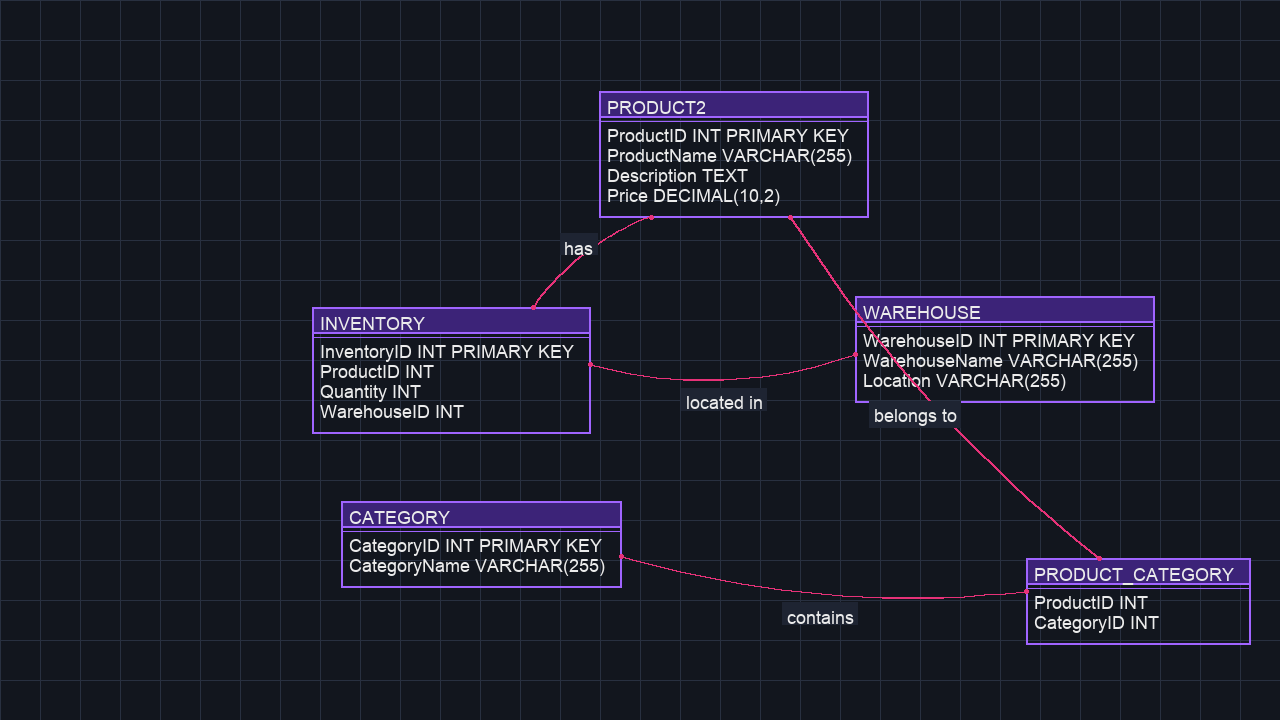 PRODUCT2
ProductID INT PRIMARY KEY
ProductName VARCHAR(255)
Description TEXT
Price DECIMAL(10,2)
has
INVENTORY
InventoryID INT PRIMARY KEY
ProductID INT
Quantity INT
WarehouseID INT
WAREHOUSE
WarehouseID INT PRIMARY KEY
WarehouseName VARCHAR(255)
Location VARCHAR(255)
located in
belongs to
CATEGORY
CategoryID INT PRIMARY KEY
CategoryName VARCHAR(255)
contains
PRODUCT_CATEGORY
ProductID INT
CategoryID INT